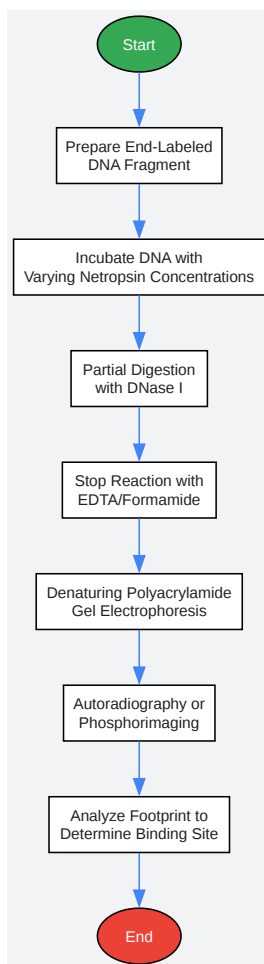 Start
Prepare End-Labeled
DNA Fragment
Incubate DNA with
Varying Netropsin Concentrations
Partial Digestion
with DNase I
Stop Reaction with
EDTA/Formamide
Denaturing Polyacrylamide
Gel Electrophoresis
Autoradiography or
Phosphorimaging
Analyze Footprint to
Determine Binding Site
End